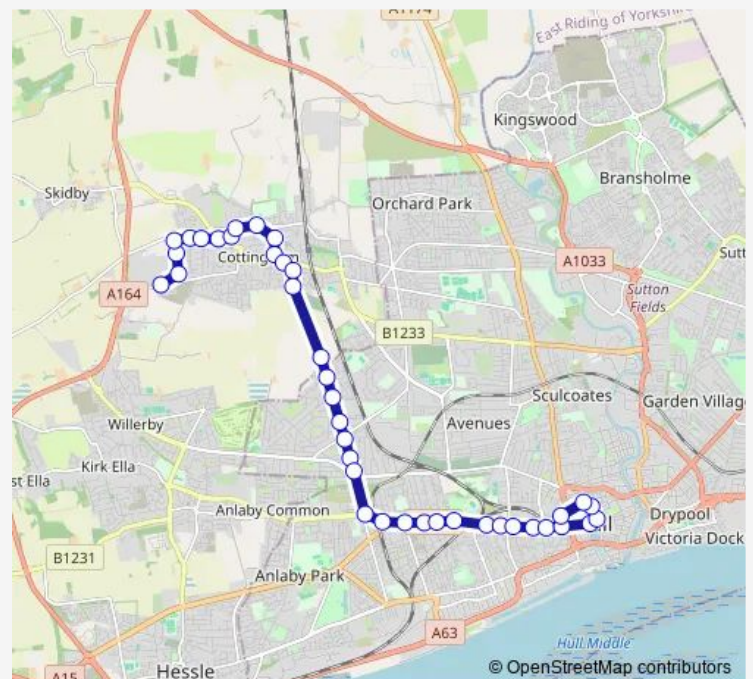 A1174
East Riding of Yorkshire
Kingswood
Skidby
Bransholme
Orchard Park
Cottingham
A1033
Sutt
A164
Sutton
Fields
B1233
Sculcoates
Garden Village
Willerby
Avenues
Kirk Ella
st Ella
Anlaby Common
Drypool
Victoria Dock
B1231
Anlaby Park
A63
Hull Middle
A15
Hessle
© OpenStreetMap contributors